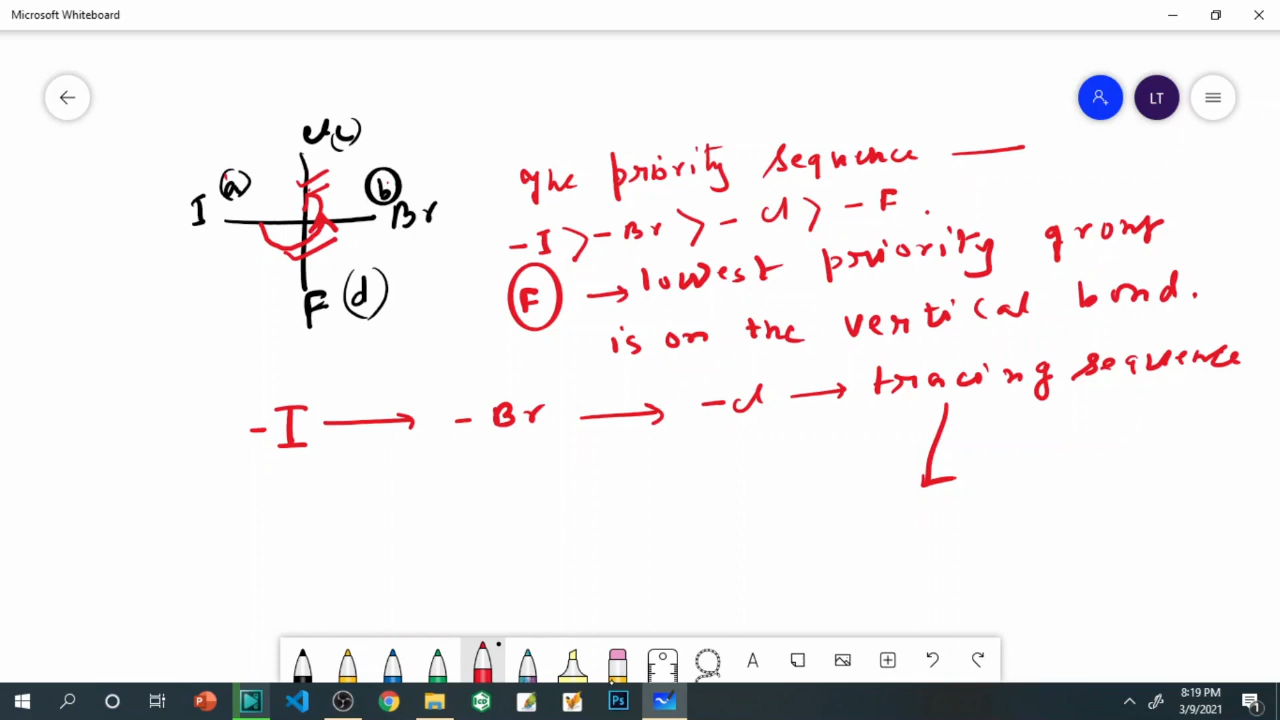 Microsoft Whiteboard
LT
Cl (c)
(a) (b)
I Br
F (d)
The priority sequence —
-I > -Br > -Cl > -F.
F → lowest priority group
is on the vertical bond.
-I → -Br → -Cl → tracing sequence
8:19 PM
3/9/2021